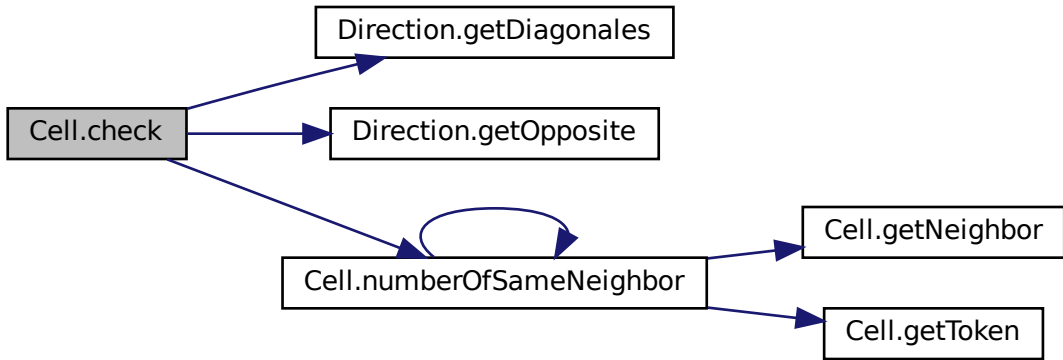 Direction.getDiagonales
Cell.check
Direction.getOpposite
Cell.getNeighbor
Cell.numberOfSameNeighbor
Cell.getToken